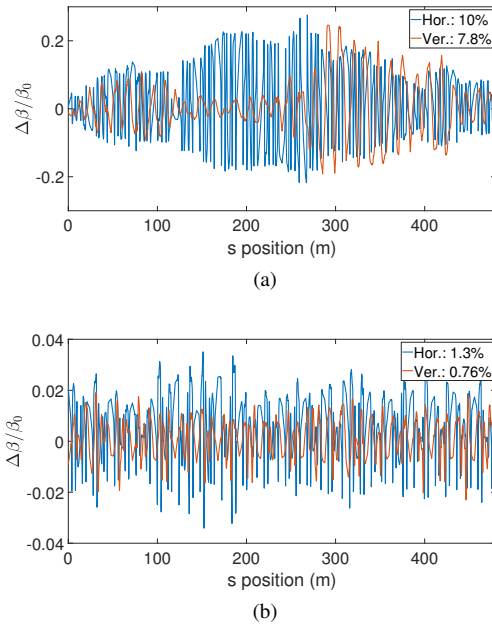 Hor.: 10%
Ver.: 7.8%
0.2
0
-0.2
Δβ/β₀
0 100 200 300 400
s position (m)
(a)
Hor.: 1.3%
Ver.: 0.76%
0.04
0.02
0
-0.02
-0.04
Δβ/β₀
0 100 200 300 400
s position (m)
(b)